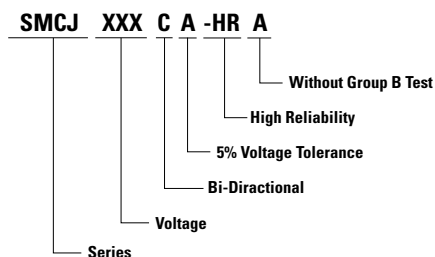 SMCJ XXX C A -HR A
Without Group B Test
High Reliability
5% Voltage Tolerance
Bi-Diractional
Voltage
Series